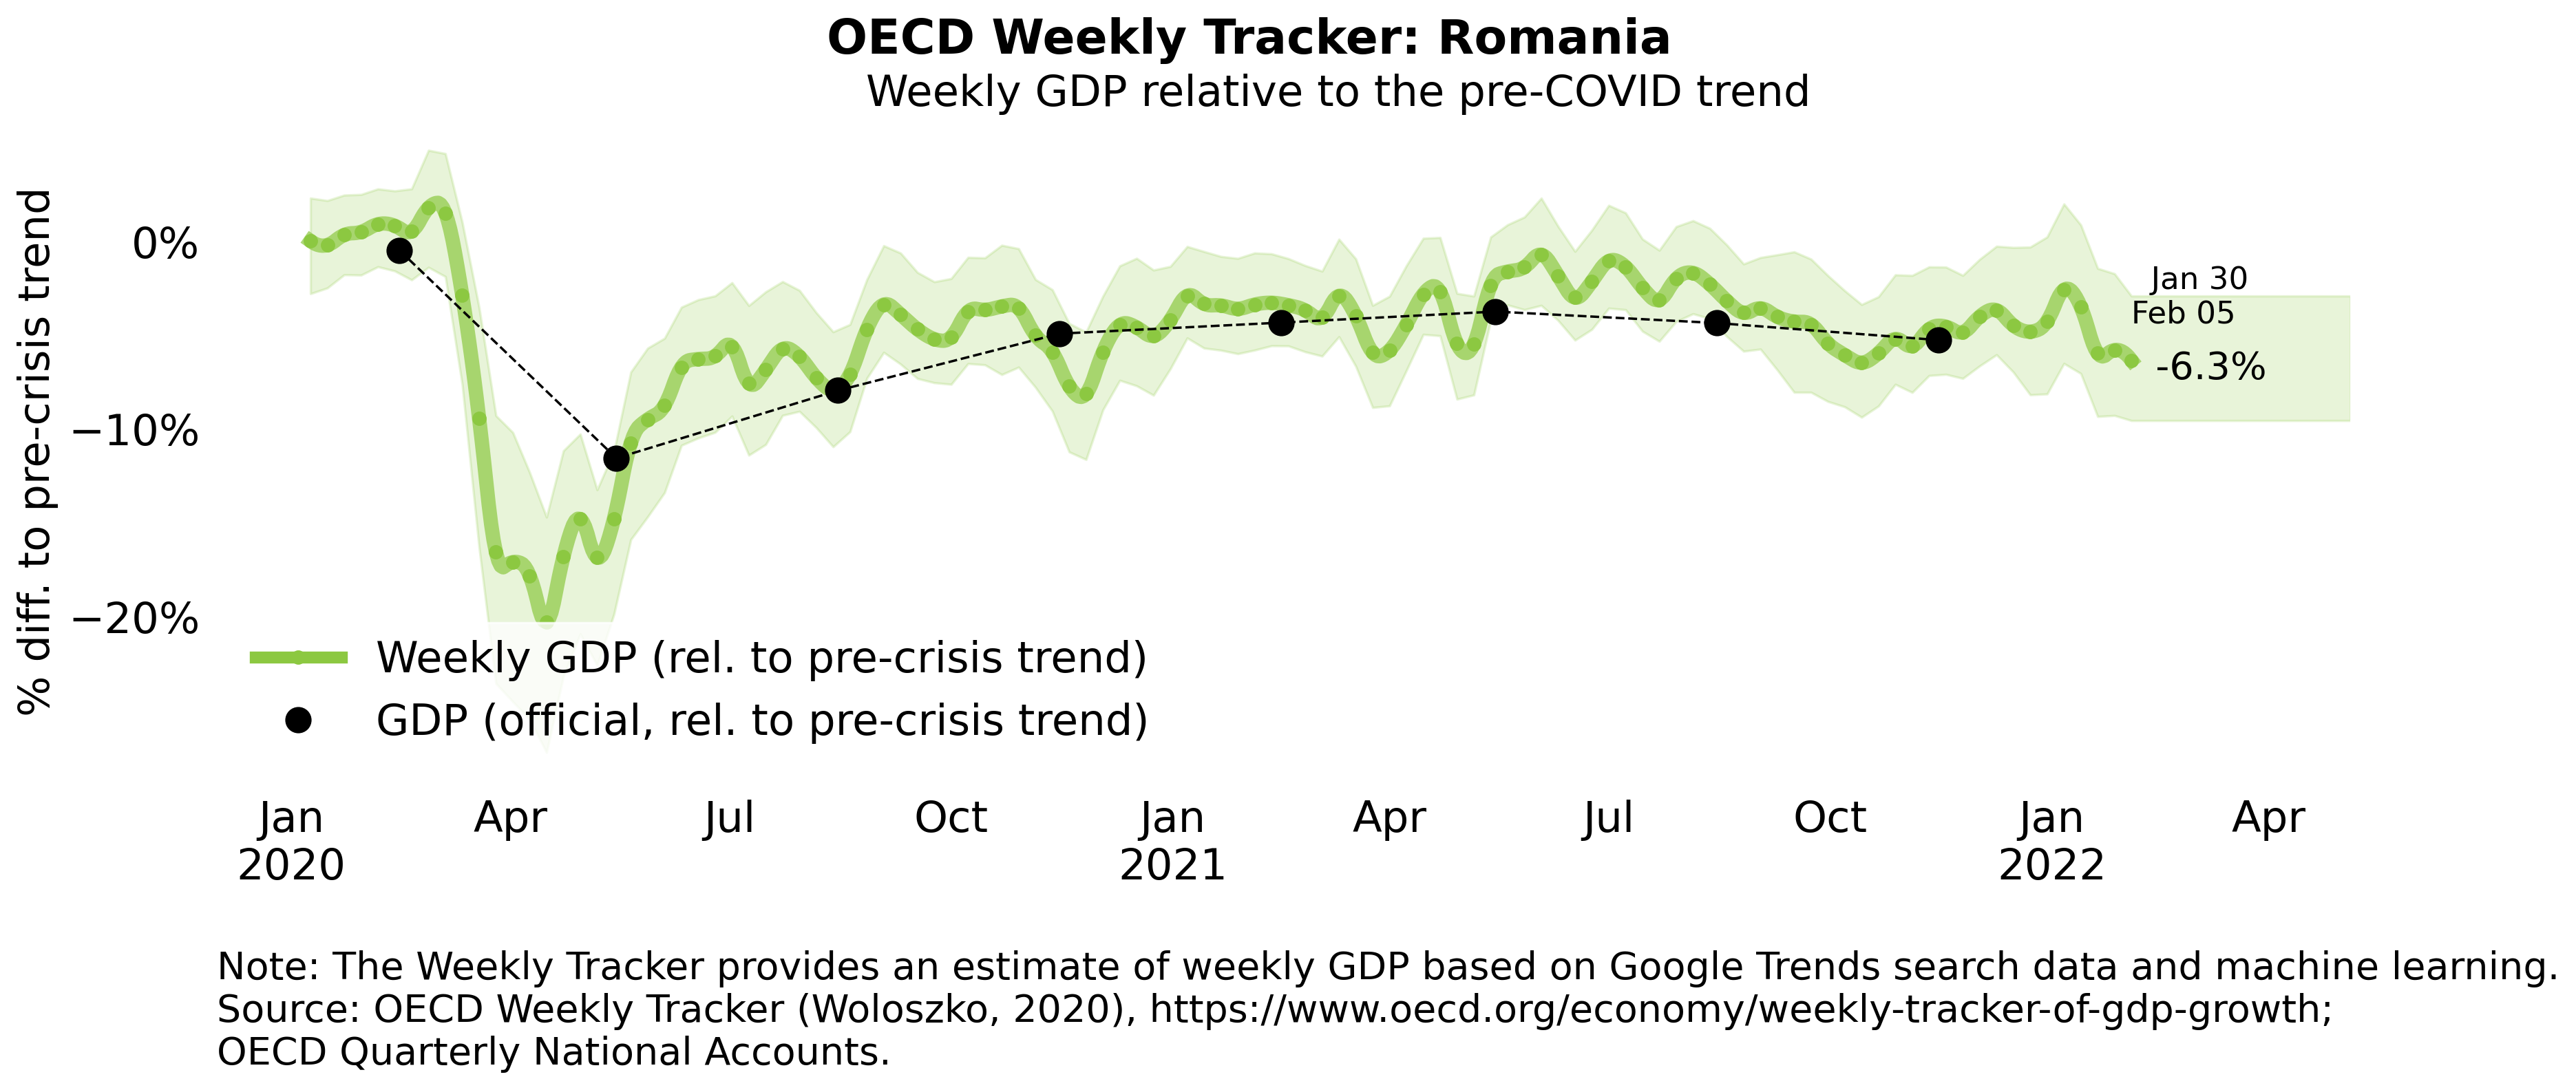 OECD Weekly Tracker: Romania
Weekly GDP relative to the pre-COVID trend
% diff. to pre-crisis trend
0%
−10%
−20%
Jan 30
Feb 05
-6.3%
Weekly GDP (rel. to pre-crisis trend)
GDP (official, rel. to pre-crisis trend)
Jan Apr Jul Oct Jan Apr Jul Oct Jan Apr
2020 2021 2022
Note: The Weekly Tracker provides an estimate of weekly GDP based on Google Trends search data and machine learning.
Source: OECD Weekly Tracker (Woloszko, 2020), https://www.oecd.org/economy/weekly-tracker-of-gdp-growth;
OECD Quarterly National Accounts.